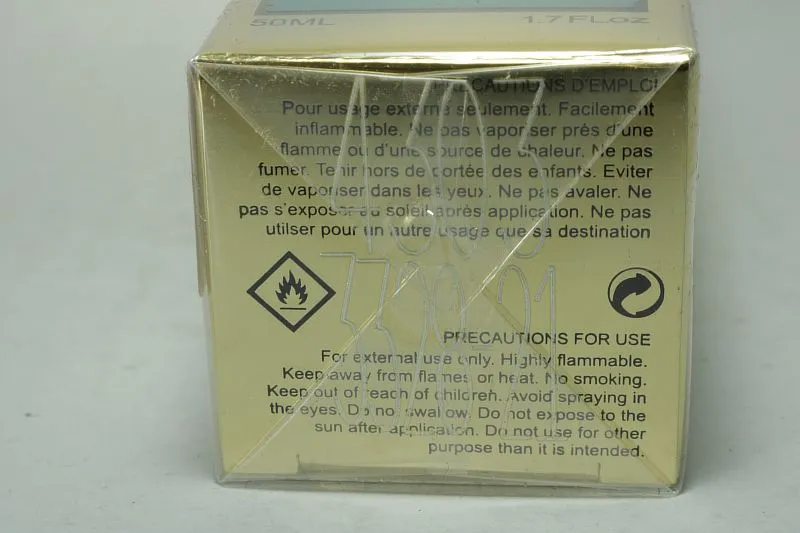 50ML 1.7 FLoz
PRECAUTIONS D'EMPLOI
Pour usage externe seulement. Facilement
inflammable. Ne pas vaporiser près d'une
flamme ou d'une source de chaleur. Ne pas
fumer. Tenir hors de portée des enfants. Eviter
de vaporiser dans les yeux. Ne pas avaler. Ne
pas s'exposer au soleil après application. Ne pas
utilser pour un autre usage que sa destination
PRECAUTIONS FOR USE
For external use only. Highly flammable.
Keep away from flames or heat. No smoking.
Keep out of reach of children. Avoid spraying in
the eyes. Do no swallow. Do not expose to the
sun after application. Do not use for other
purpose than it is intended.